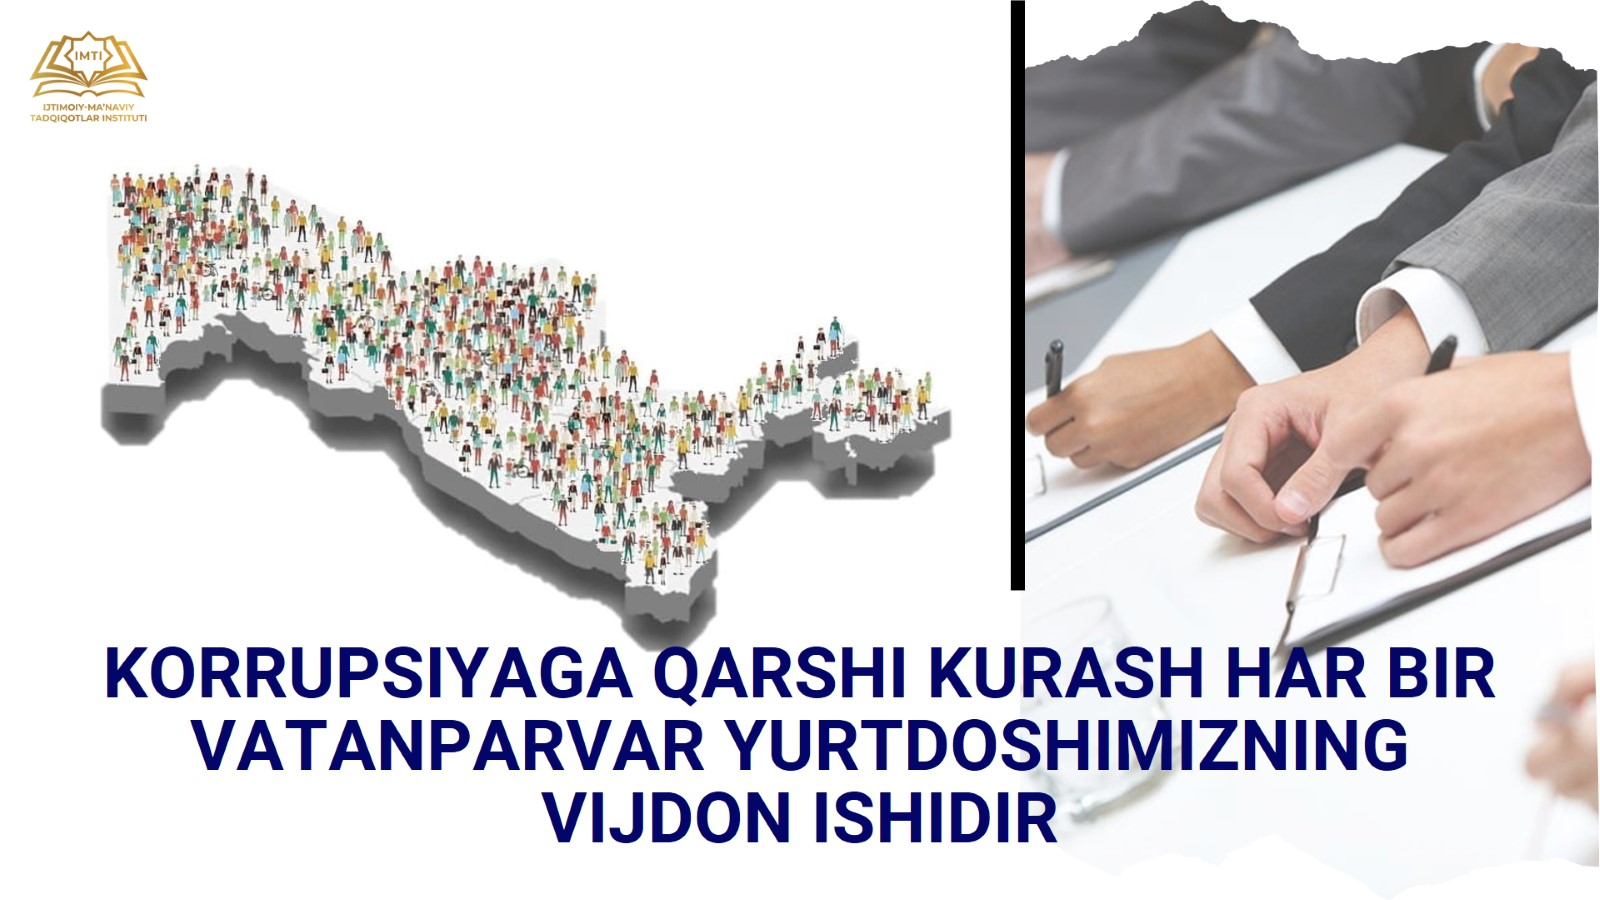 IMTI
IJTIMOIY-MA'NAVIY
TADQIQOTLAR INSTITUTI
KORRUPSIYAGA QARSHI KURASH HAR BIR
VATANPARVAR YURTDOSHIMIZNING
VIJDON ISHIDIR